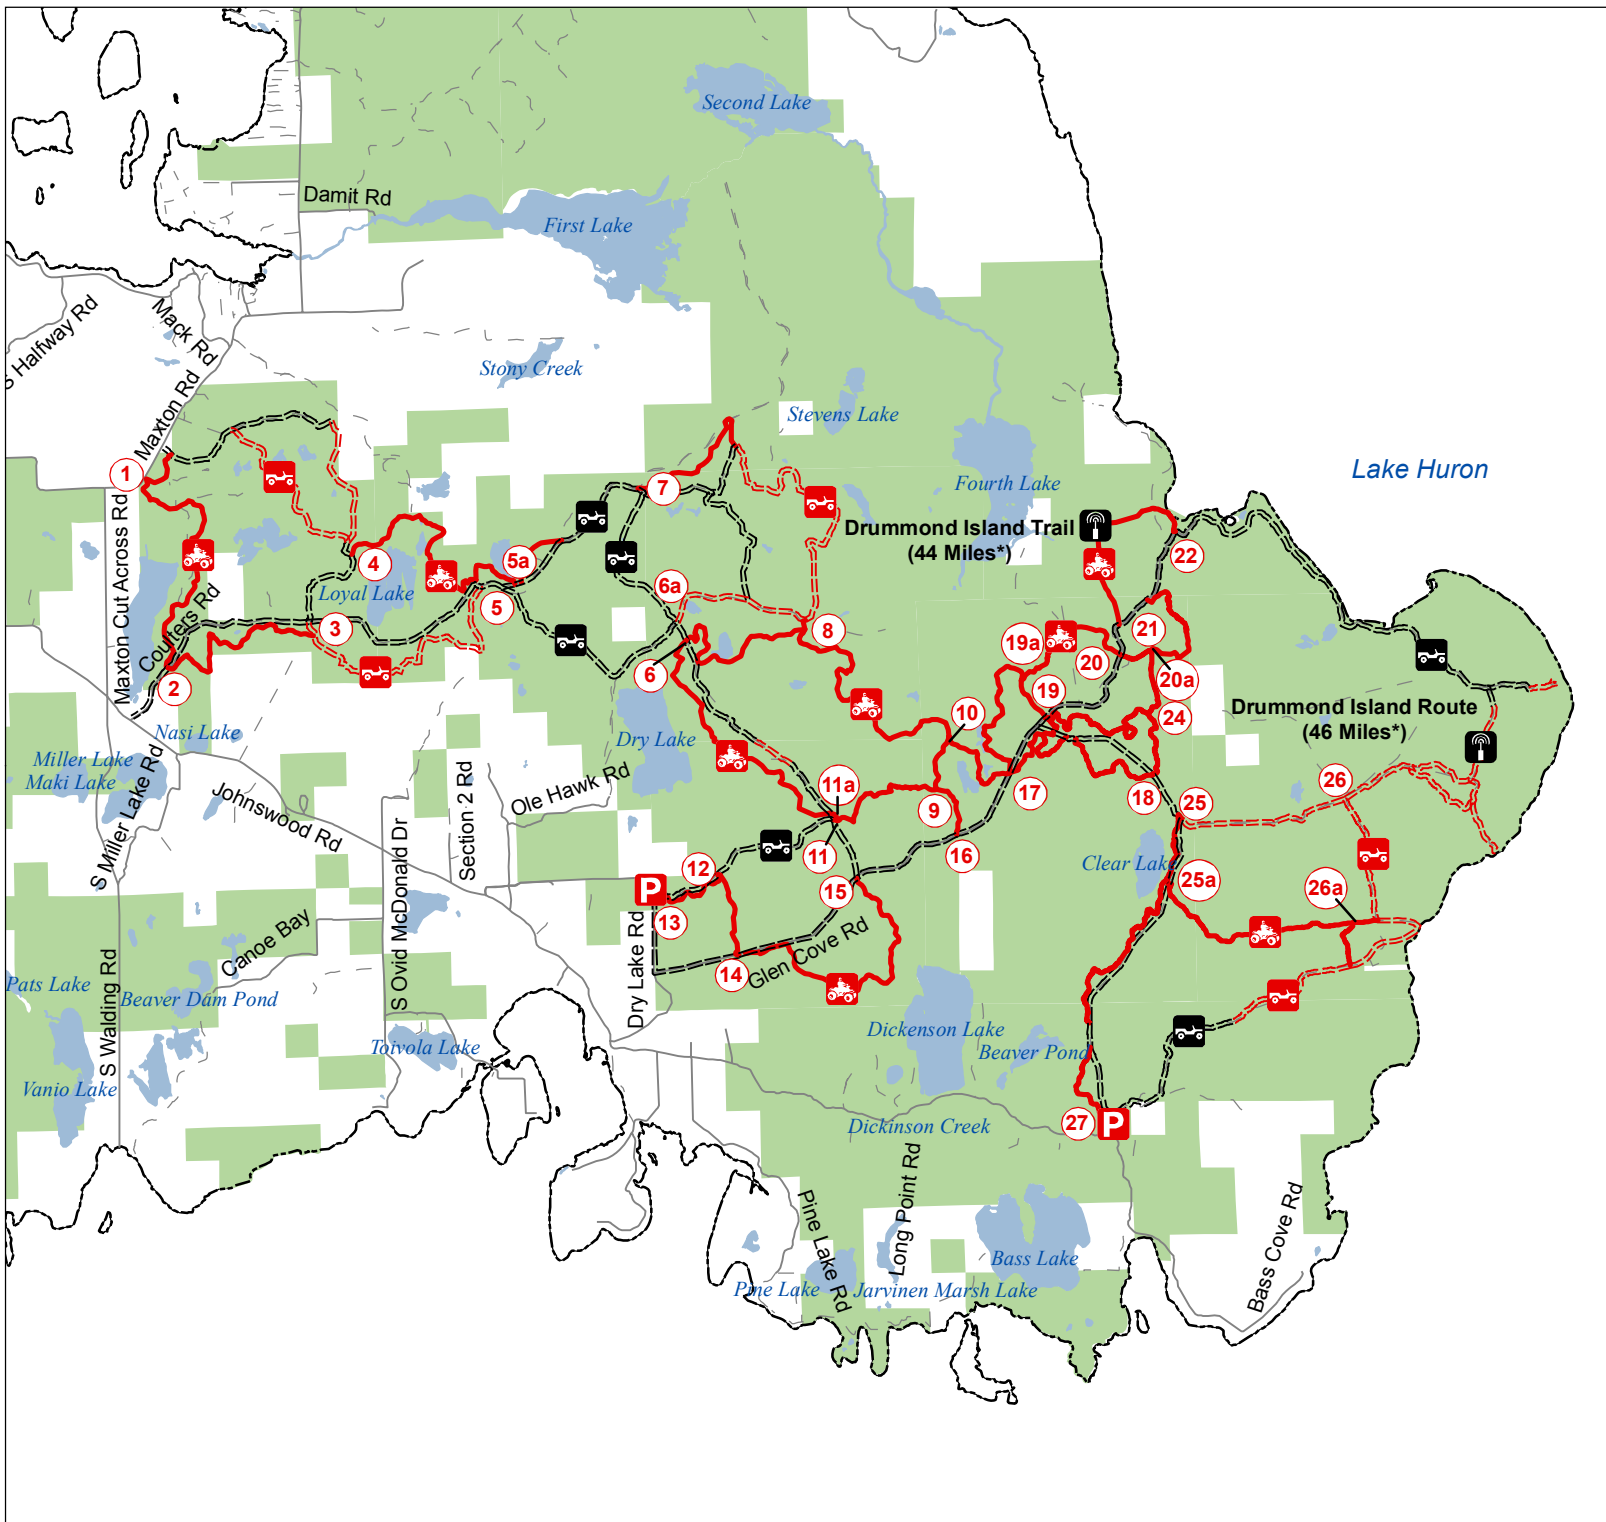 Second Lake
Damit Rd
First Lake
S Halfway Rd
Mack Rd
Stony Creek
Maxton Rd
Stevens Lake
1
Lake Huron
7
Fourth Lake
Maxton Cut Across Rd
Drummond Island Trail
(44 Miles*)
22
4
5a
Loyal Lake
6a
5
Coulters Rd
3
8
21
19a
20
6
20a
2
19
10
24
Drummond Island Route
(46 Miles*)
Nasi Lake
Dry Lake
Miller Lake
Maki Lake
S Miller Lake Rd
Johnswood Rd
Section 2 Rd
Ole Hawk Rd
11a
9
17
18
25
26
S Ovid McDonald Dr
11
16
Clear Lake
12
P
15
25a
26a
13
Dry Lake Rd
Canoe Bay
14
Glen Cove Rd
Pats Lake
Beaver Dam Pond
S Walding Rd
Dickenson Lake
Beaver Pond
Toivola Lake
Vanio Lake
Dickinson Creek
27
P
Long Point Rd
Pine Lake Rd
Bass Cove Rd
Bass Lake
Pine Lake
Jarvinen Marsh Lake